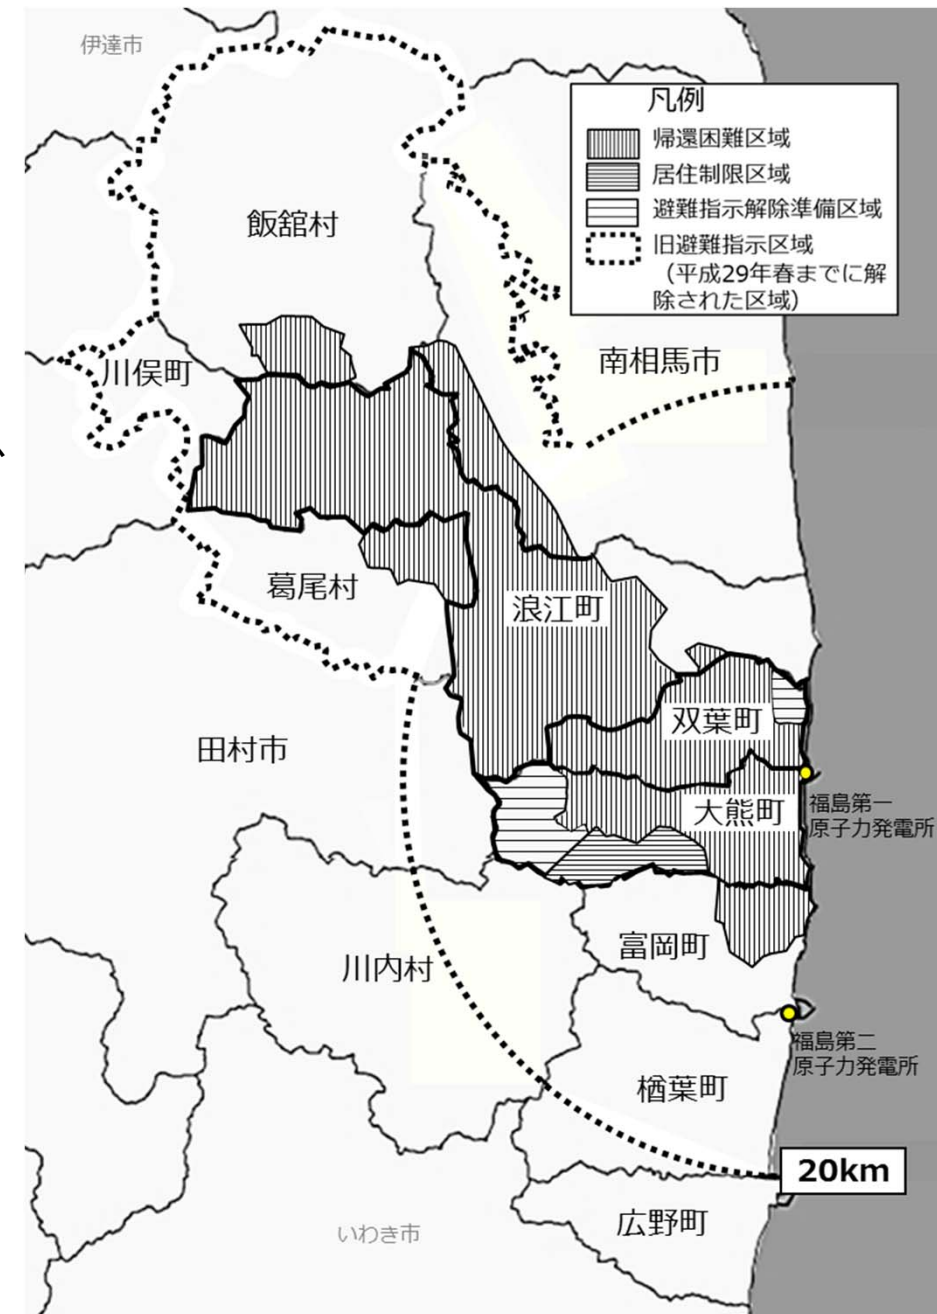 伊達市
凡例
帰還困難区域
居住制限区域
避難指示解除準備区域
旧避難指示区域
（平成29年春までに解
除された区域）
飯舘村
川俣町
南相馬市
葛尾村
浪江町
双葉町
田村市
大熊町
福島第一
原子力発電所
富岡町
川内村
福島第二
原子力発電所
楢葉町
20km
広野町
いわき市